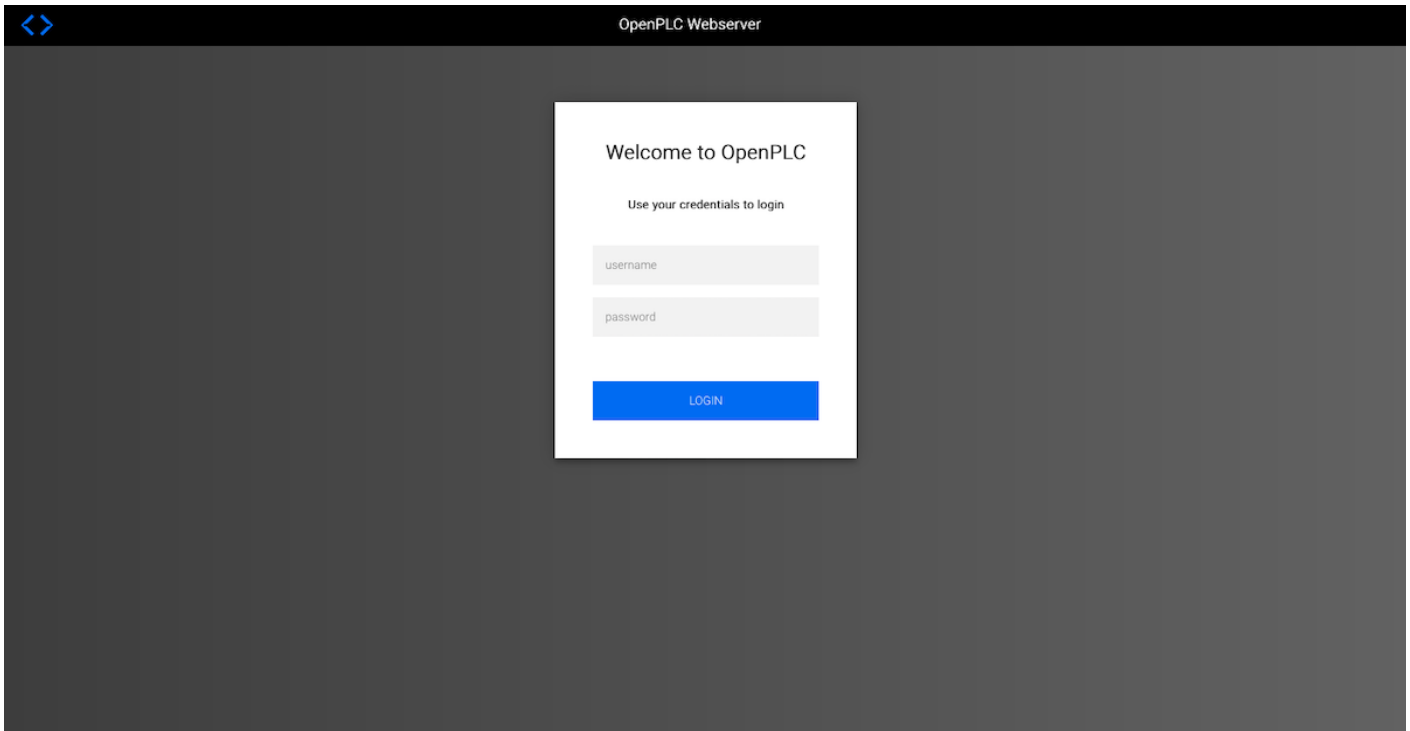 OpenPLC Webserver
Welcome to OpenPLC
Use your credentials to login
username
password
LOGIN